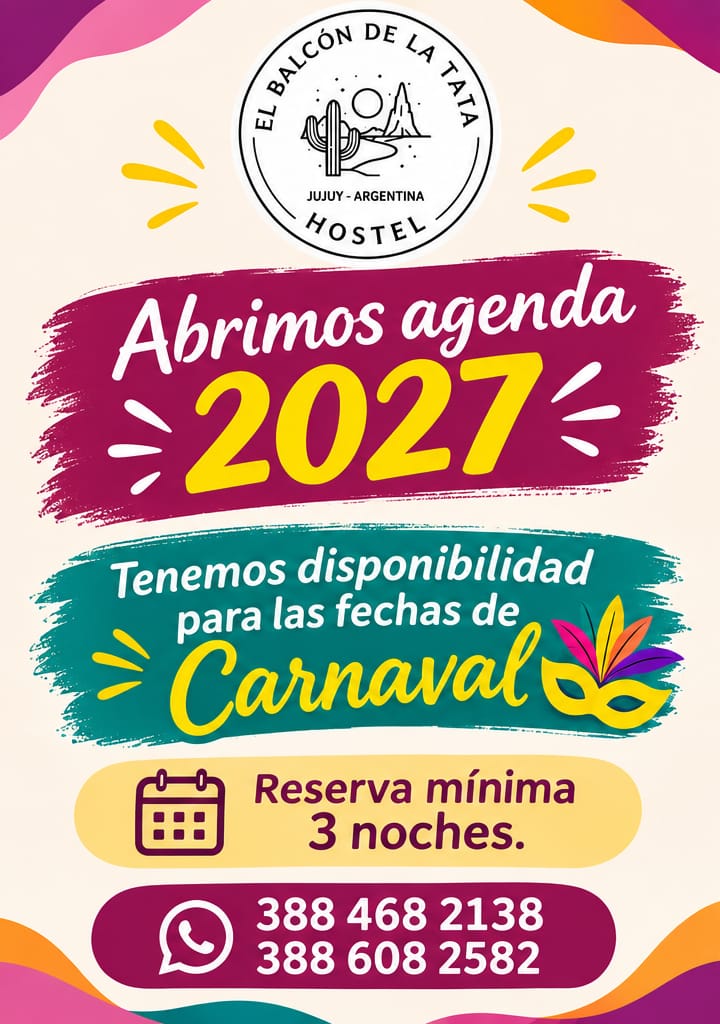 EL BALCÓN DE LA TATA
JUJUY - ARGENTINA
HOSTEL
Abrimos agenda
2027
Tenemos disponibilidad
para las fechas de
Carnaval
Reserva mínima
3 noches.
388 468 2138
388 608 2582